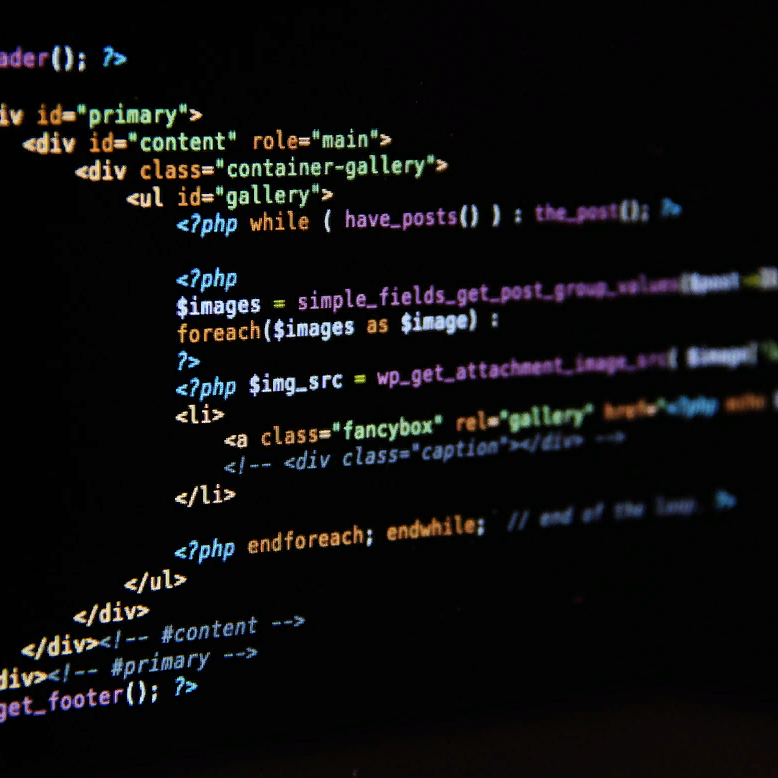 ader(); ?>
iv id="primary">
<div id="content" role="main">
<div class="container-gallery">
<ul id="gallery">
<?php while ( have_posts() ) : the_post(); ?>
<?php
$images = simple_fields_get_post_group_values($post->
foreach($images as $image) :
?>
<?php $img_src = wp_get_attachment_image_src( $image['
<li>
<a class="fancybox" rel="gallery" href="<?php echo
<!-- <div class="caption"></div> -->
</li>
<?php endforeach; endwhile; // end of the loop. ?>
</ul>
</div>
</div><!-- #content -->
div><!-- #primary -->
get_footer(); ?>